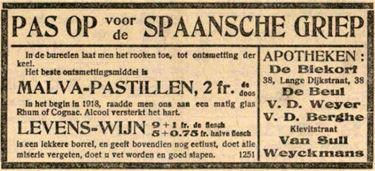 PAS OP voor de SPAANSCHE GRIEP
In de bureelen laat men het rooken toe, tot ontsmetting der
keel.
Het beste ontsmettingsmiddel is
MALVA-PASTILLEN, 2 fr. de doos
In het begin in 1918, raadde men ons aan een matig glas
Rhum of Cognac. Alcool versterkt het hart.
LEVENS-WIJN 9+1 fr. de flesch
5+0.75 fr. halve flesch
is een lekkere borrel, en geeft bovendien nog eetlust, doet alle
miserie vergeten, doet u vet worden en goed slapen. 1251
APOTHEKEN:
De Biekorf
38, Lange Dijkstraat, 38
De Beul
V. D. Weyer
V. D. Berghe
Kievitstraat
Van Sull
Weyckmans